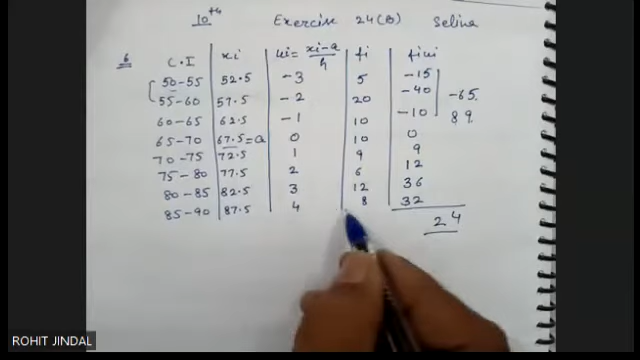 10th Exercise 24(B) Selina
6 C.I xi ui = xi-a/h fi fiui
50-55 52.5 -3 5 -15
55-60 57.5 -2 20 -40 -65.
60-65 62.5 -1 10 -10 89.
65-70 67.5=a 0 10 0
70-75 72.5 1 9 9
75-80 77.5 2 6 12
80-85 82.5 3 12 36
85-90 87.5 4 8 32
24
ROHIT JINDAL